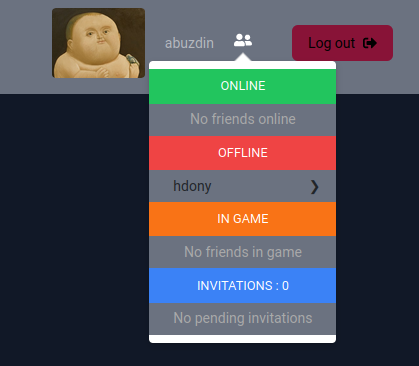 abuzdin
Log out
ONLINE
No friends online
OFFLINE
hdony
IN GAME
No friends in game
INVITATIONS : 0
No pending invitations